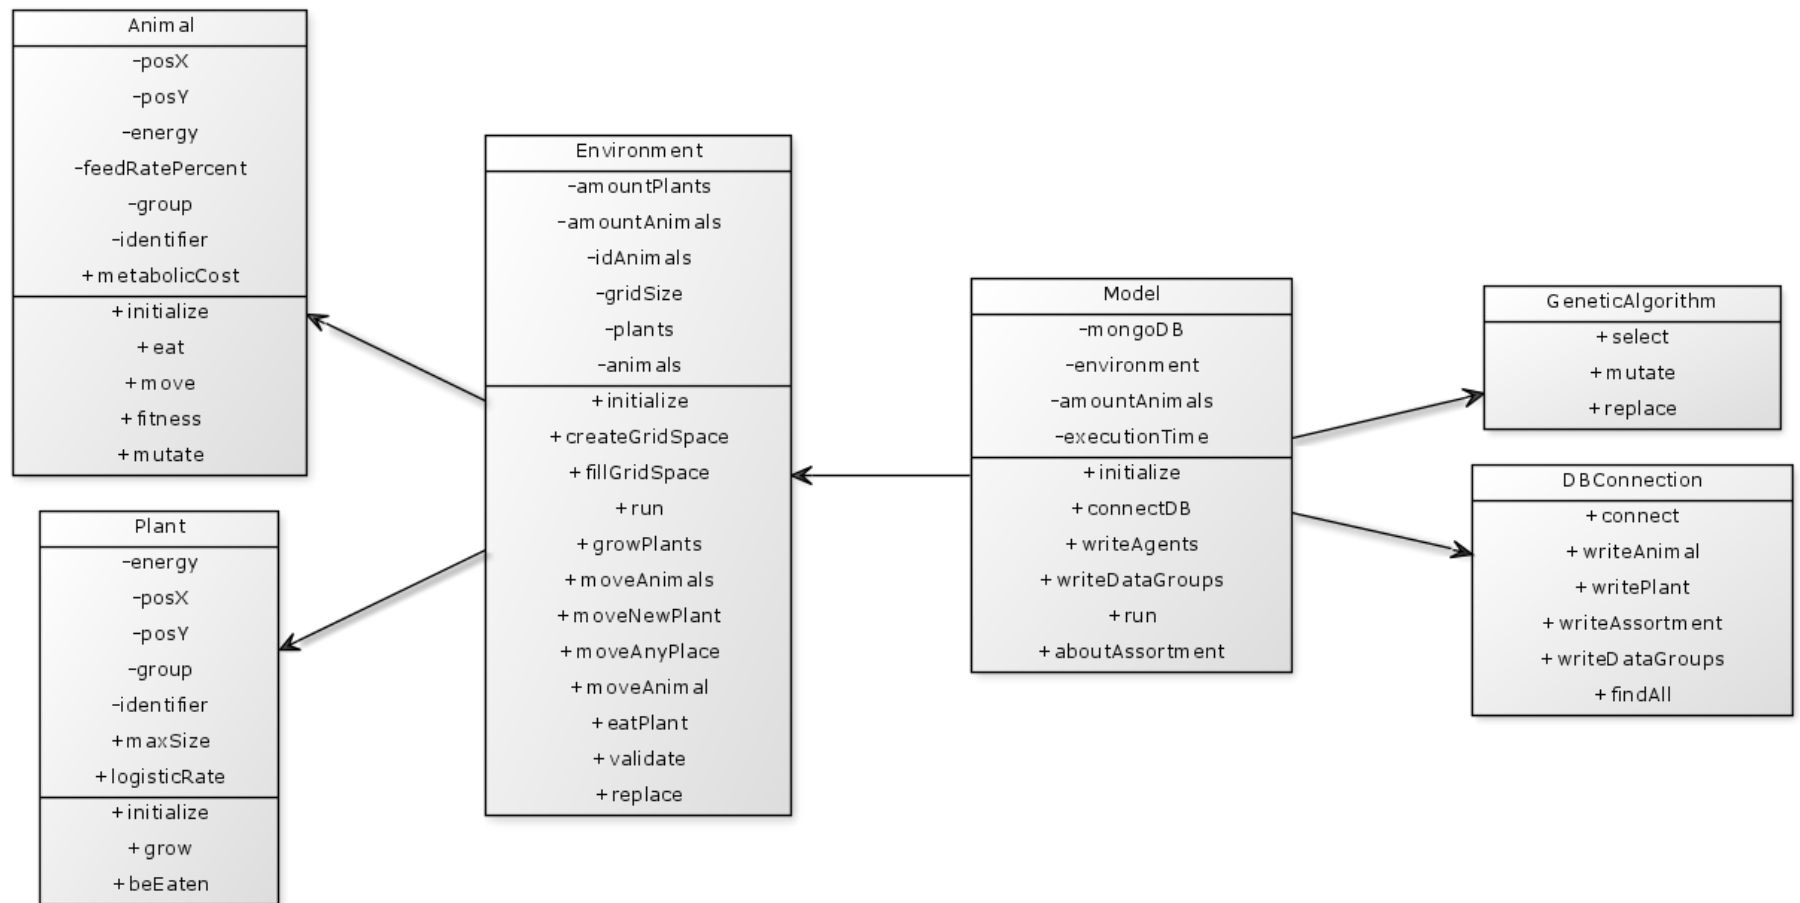 Animal
-posX
-posY
-energy
-feedRatePercent
-group
-identifier
+metabolicCost
+initialize
+eat
+move
+fitness
+mutate
Plant
-energy
-posX
-posY
-group
-identifier
+maxSize
+logisticRate
+initialize
+grow
+beEaten
Environment
-amountPlants
-amountAnimals
-idAnimals
-gridSize
-plants
-animals
+initialize
+createGridSpace
+fillGridSpace
+run
+growPlants
+moveAnimals
+moveNewPlant
+moveAnyPlace
+moveAnimal
+eatPlant
+validate
+replace
Model
-mongoDB
-environment
-amountAnimals
-executionTime
+initialize
+connectDB
+writeAgents
+writeDataGroups
+run
+aboutAssortment
GeneticAlgorithm
+select
+mutate
+replace
DBConnection
+connect
+writeAnimal
+writePlant
+writeAssortment
+writeDataGroups
+findAll